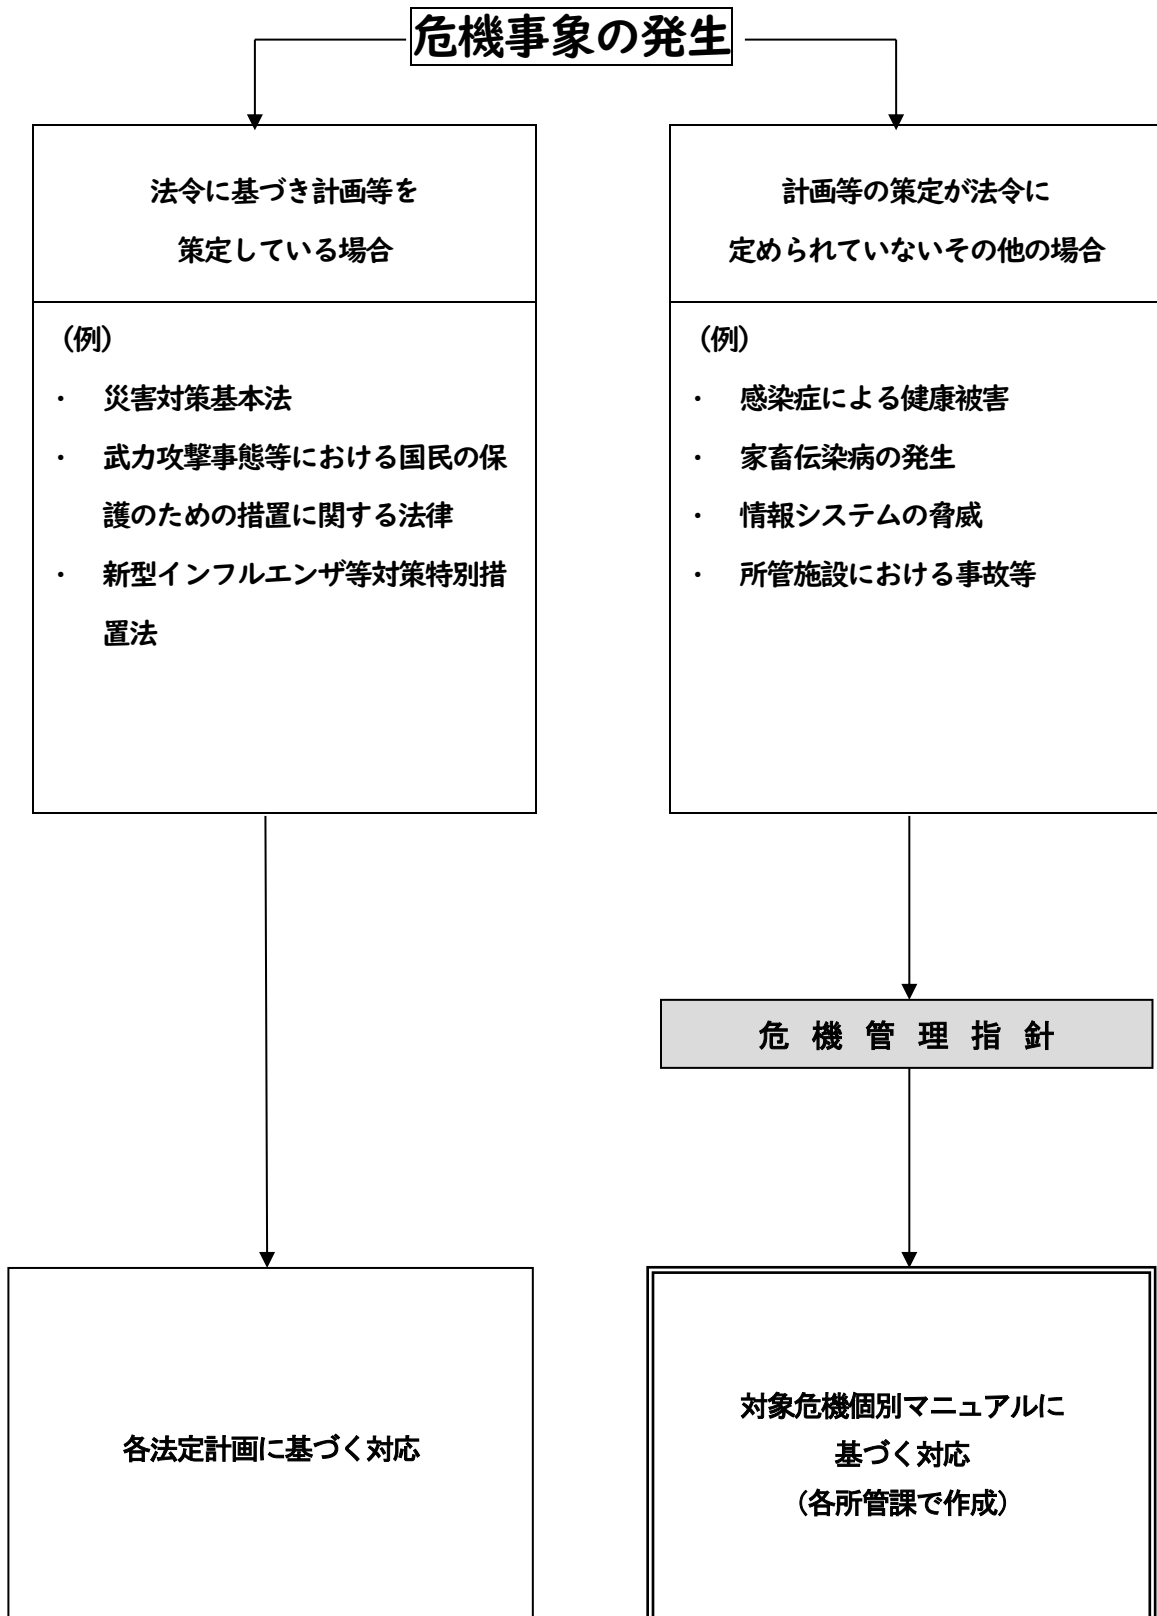 危機事象の発生
法令に基づき計画等を
策定している場合
（例）
・ 災害対策基本法
・ 武力攻撃事態等における国民の保
護のための措置に関する法律
・ 新型インフルエンザ等対策特別措
置法
計画等の策定が法令に
定められていないその他の場合
（例）
・ 感染症による健康被害
・ 家畜伝染病の発生
・ 情報システムの脅威
・ 所管施設における事故等
危 機 管 理 指 針
各法定計画に基づく対応
対象危機個別マニュアルに
基づく対応
（各所管課で作成）